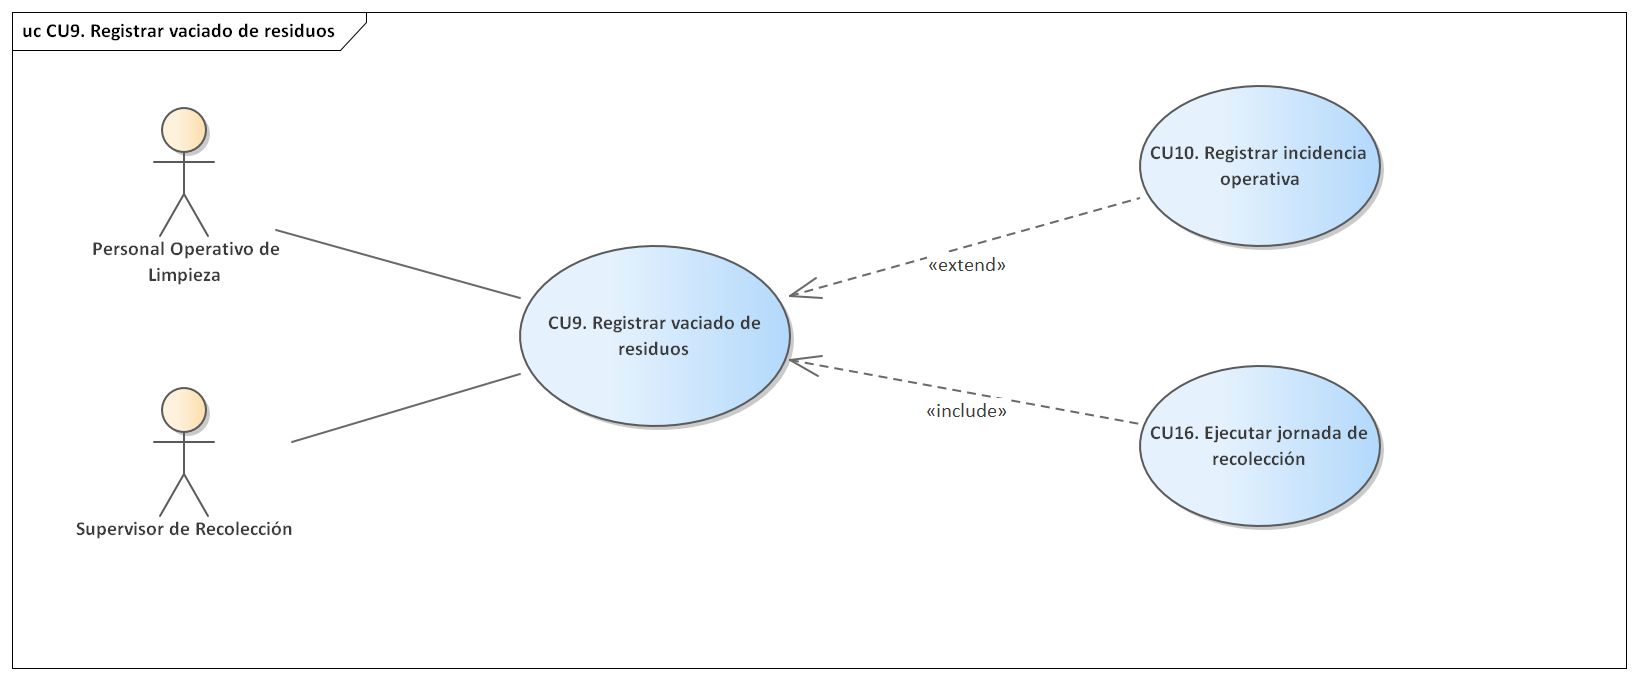 uc CU9. Registrar vaciado de residuos
Personal Operativo de
Limpieza
Supervisor de Recolección
CU9. Registrar vaciado de
residuos
«extend»
«include»
CU10. Registrar incidencia
operativa
CU16. Ejecutar jornada de
recolección